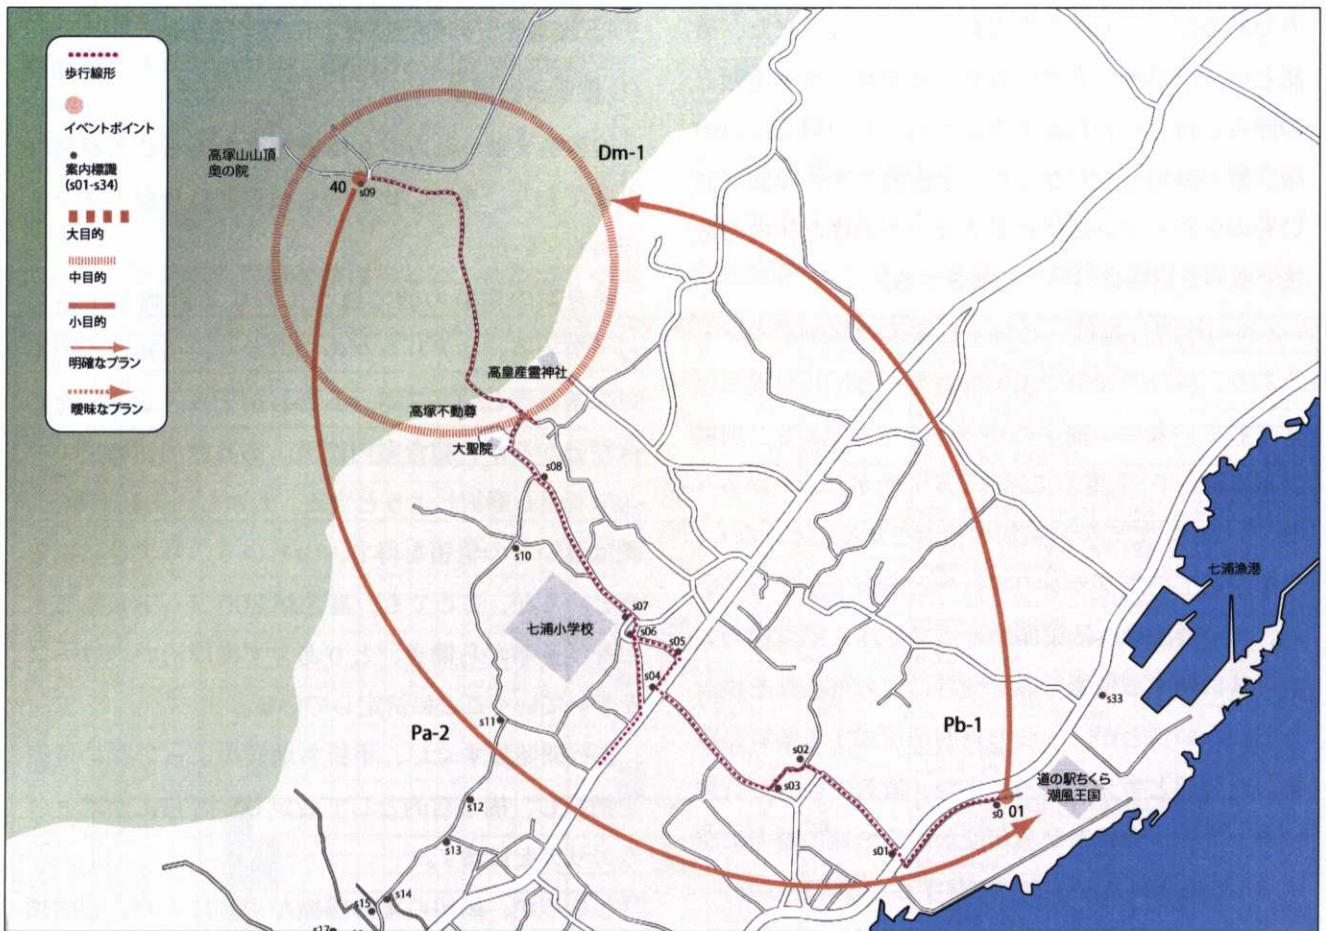 歩行線形
イベントポイント
案内標識
(s01-s34)
大目的
中目的
小目的
明確なプラン
曖昧なプラン
高塚山山頂
奥の院
40
s09
Dm-1
高皇産霊神社
高塚不動尊
大聖院
s08
s10
七浦小学校
s07
s06
s05
s04
七浦漁港
s33
s11
Pa-2
Pb-1
s02
s03
道の駅ちくら
潮風王国
s0
01
s12
s13
s01
s14
s15
s17